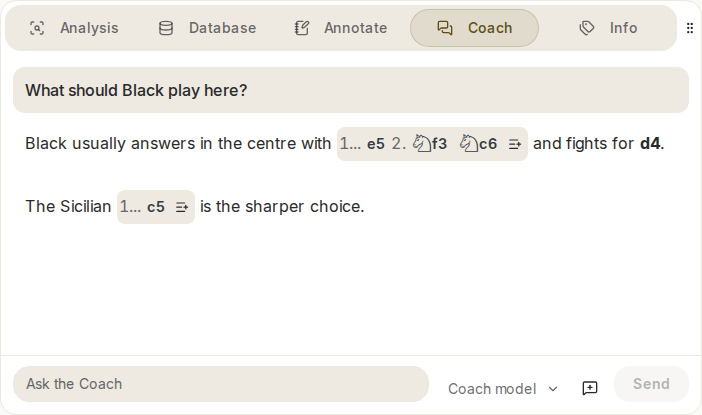 Analysis Database Annotate Coach Info
What should Black play here?
Black usually answers in the centre with 1... e5 2. ♘f3 ♘c6 and fights for d4.
The Sicilian 1... c5 is the sharper choice.
Ask the Coach Coach model Send